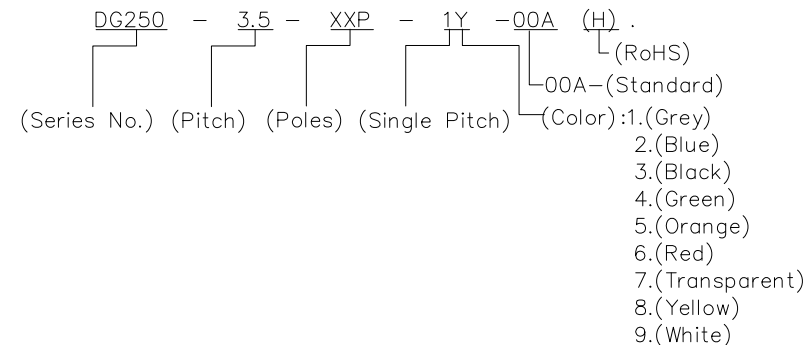 DG250 - 3.5 - XXP - 1Y -00A (H) .
(RoHS)
00A-(Standard)
(Series No.) (Pitch) (Poles) (Single Pitch) (Color):1.(Grey)
2.(Blue)
3.(Black)
4.(Green)
5.(Orange)
6.(Red)
7.(Transparent)
8.(Yellow)
9.(White)